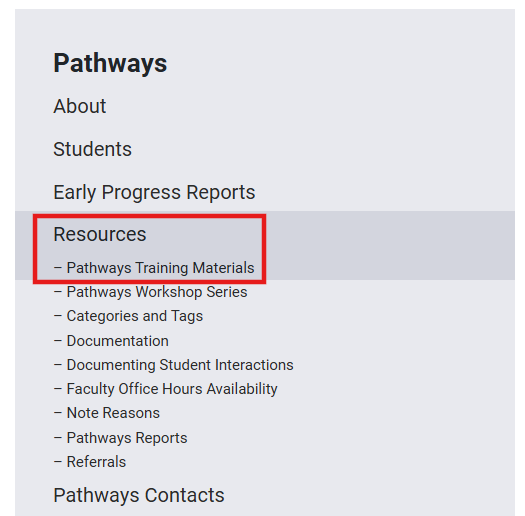 Pathways
About
Students
Early Progress Reports
Resources
– Pathways Training Materials
– Pathways Workshop Series
– Categories and Tags
– Documentation
– Documenting Student Interactions
– Faculty Office Hours Availability
– Note Reasons
– Pathways Reports
– Referrals
Pathways Contacts